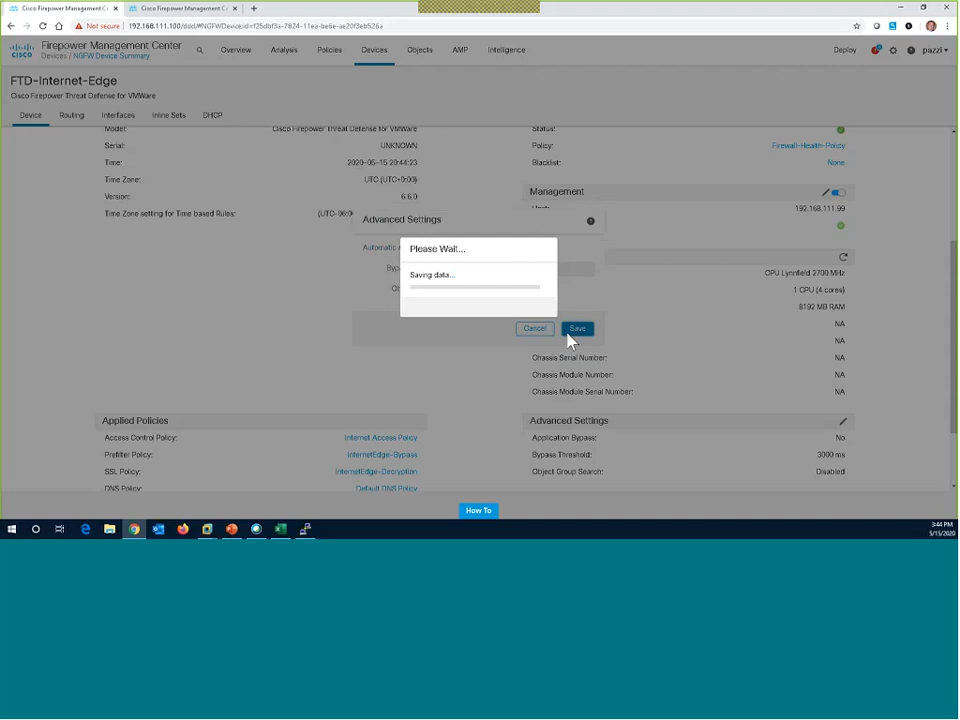 Cisco Firepower Management Ce
Cisco Firepower Management Ce
Not secure
192.168.111.100/ddd/#NGFWDevice;id=f25dbf3a-7824-11ea-be6e-ae20f3eb526a
cisco
Firepower Management Center
Devices / NGFW Device Summary
Overview
Analysis
Policies
Devices
Objects
AMP
Intelligence
Deploy
pazzi
FTD-Internet-Edge
Cisco Firepower Threat Defense for VMWare
Device
Routing
Interfaces
Inline Sets
DHCP
Model: Cisco Firepower Threat Defense for VMWare
Serial: UNKNOWN
Time: 2020-05-15 20:44:23
Time Zone: UTC (UTC+0:00)
Version: 6.6.0
Time Zone setting for Time based Rules: (UTC-06:0
Status:
Policy: Firewall-Health-Policy
Blacklist: None
Management
Host: 192.168.111.99
CPU Lynnfield 2700 MHz
1 CPU (4 cores)
8192 MB RAM
NA
NA
Chassis Serial Number: NA
Chassis Module Number: NA
Chassis Module Serial Number: NA
Advanced Settings
Automatic
Byp
Please Wait...
Saving data...
Cancel
Save
Applied Policies
Access Control Policy: Internet Access Policy
Prefilter Policy: InternetEdge-Bypass
SSL Policy: InternetEdge-Decryption
DNS Policy: Default DNS Policy
Advanced Settings
Application Bypass: No
Bypass Threshold: 3000 ms
Object Group Search: Disabled
How To
3:44 PM
5/15/2020